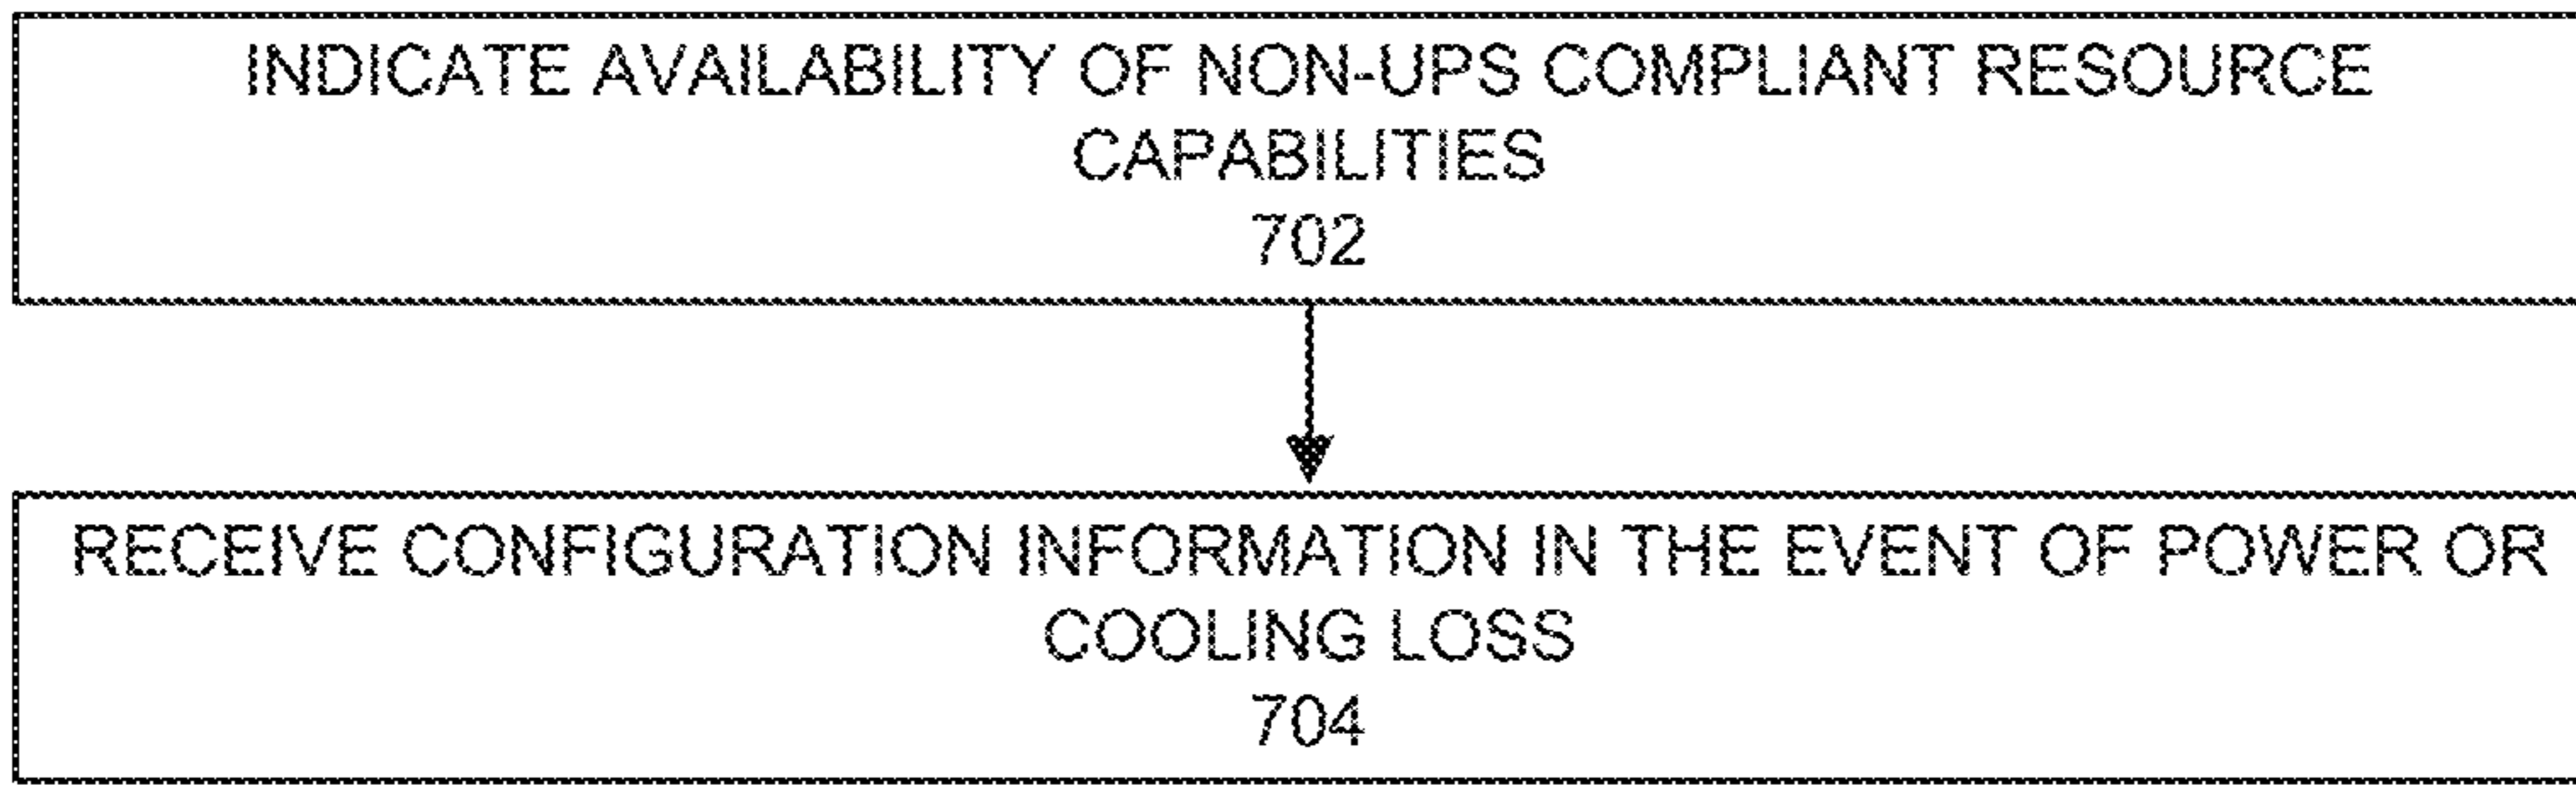 INDICATE AVAILABILITY OF NON-UPS COMPLIANT RESOURCE
CAPABILITIES
702
RECEIVE CONFIGURATION INFORMATION IN THE EVENT OF POWER OR
COOLING LOSS
704